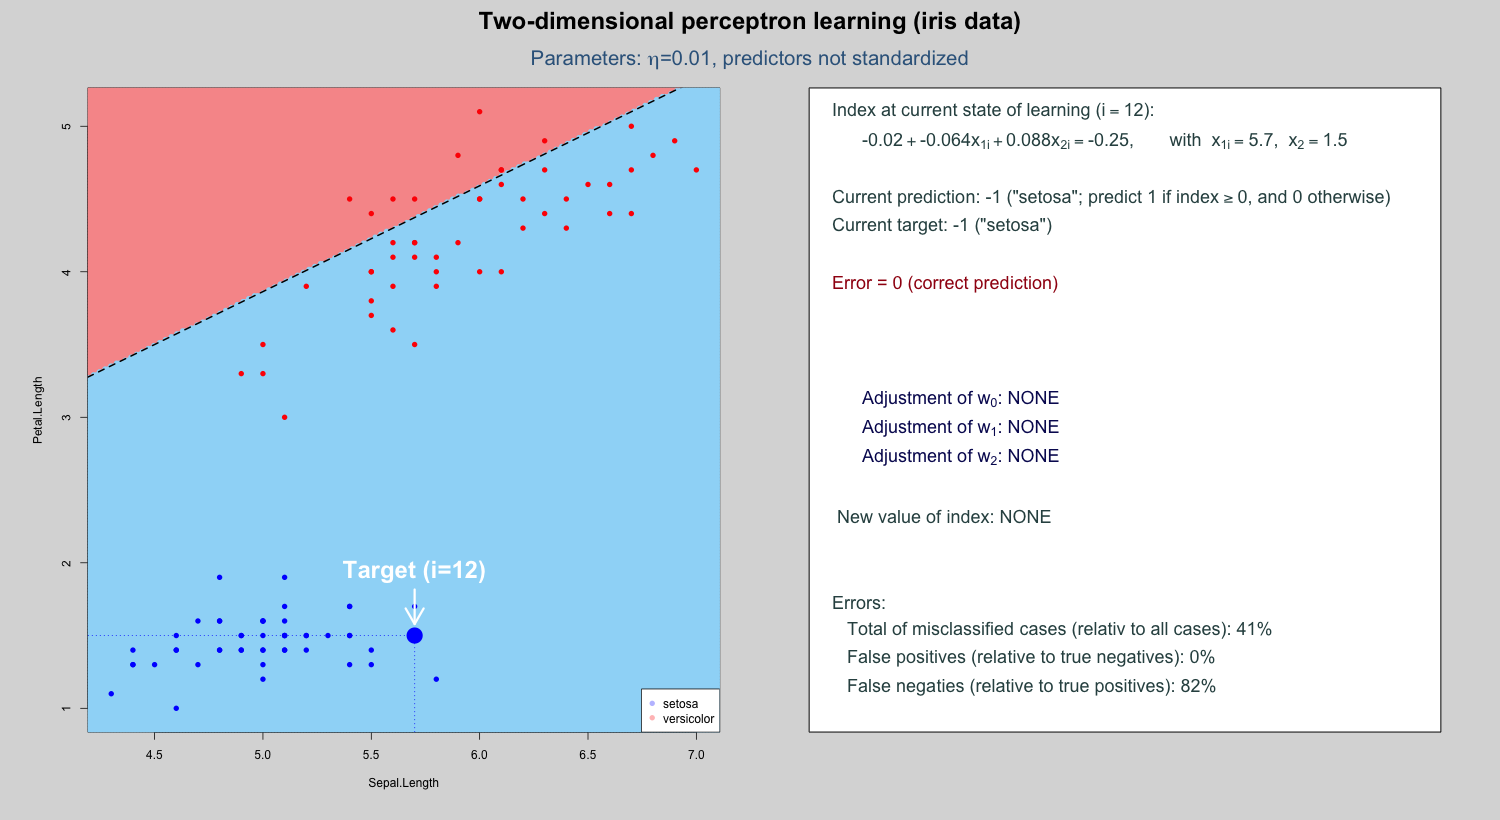 Two-dimensional perceptron learning (iris data)
Parameters: η=0.01, predictors not standardized
Petal.Length
5
4
3
2
1
Target (i=12)
setosa
versicolor
4.5 5.0 5.5 6.0 6.5 7.0
Sepal.Length
Index at current state of learning (i = 12):
-0.02 + -0.064x1i + 0.088x2i = -0.25, with x1i = 5.7, x2 = 1.5
Current prediction: -1 ("setosa"; predict 1 if index ≥ 0, and 0 otherwise)
Current target: -1 ("setosa")
Error = 0 (correct prediction)
Adjustment of w0: NONE
Adjustment of w1: NONE
Adjustment of w2: NONE
New value of index: NONE
Errors:
Total of misclassified cases (relativ to all cases): 41%
False positives (relative to true negatives): 0%
False negaties (relative to true positives): 82%